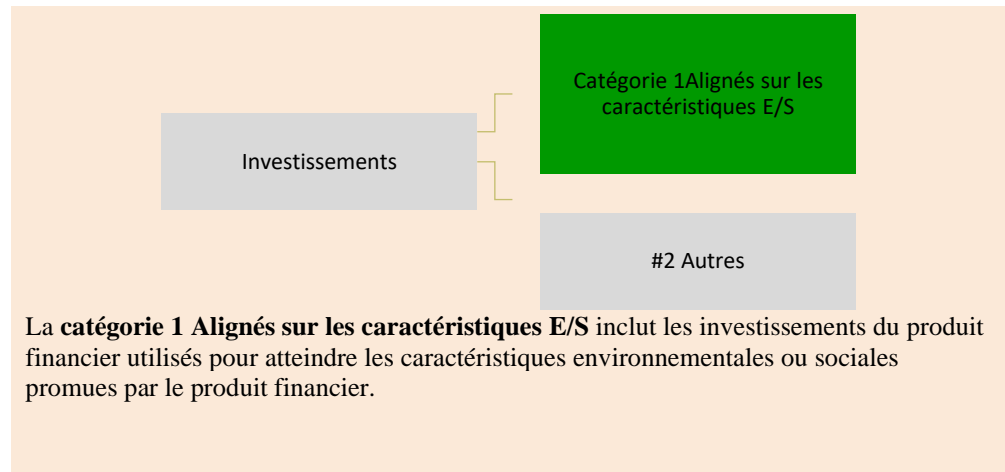 Catégorie 1Alignés sur les
caractéristiques E/S
Investissements
#2 Autres
La catégorie 1 Alignés sur les caractéristiques E/S inclut les investissements du produit
financier utilisés pour atteindre les caractéristiques environnementales ou sociales
promues par le produit financier.